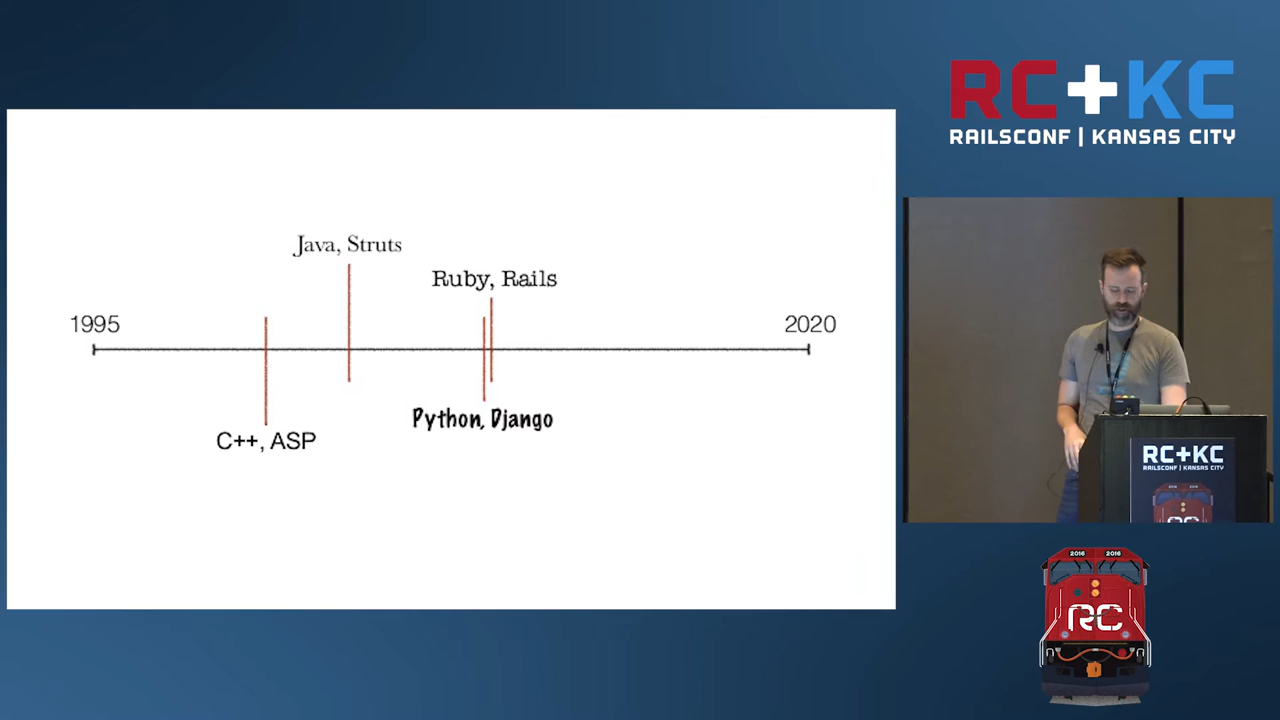 RC+KC
RAILSCONF | KANSAS CITY
Java, Struts
Ruby, Rails
1995
2020
Python, Django
C++, ASP
RC+KC
RAILSCONF | KANSAS CITY
RC
2016 2016
RC